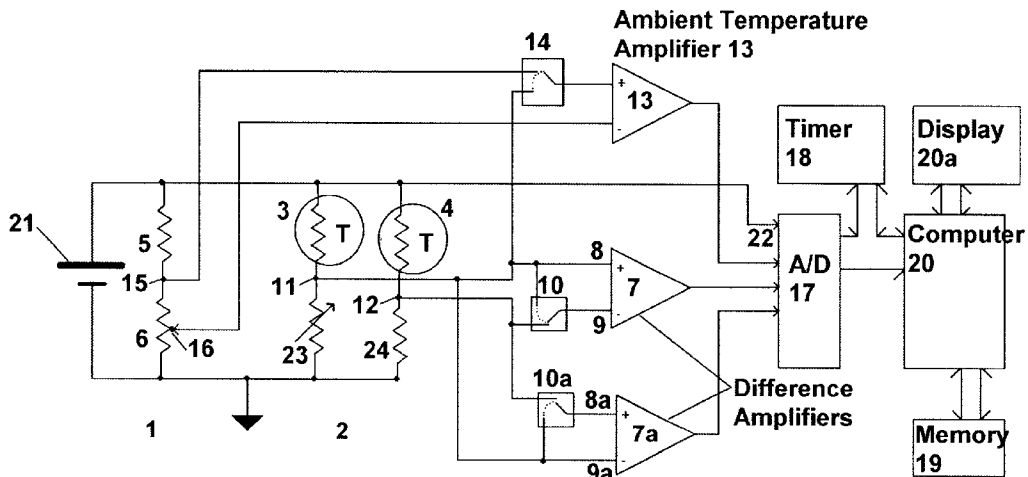 Ambient Temperature
Amplifier 13
14
13
+
-
Timer
18
Display
20a
21
3
4
T
T
5
22
Computer
20
15
11
12
8
10
7
+
-
9
A/D
17
6
16
23
24
10a
8a
+
7a
-
9a
Difference
Amplifiers
1
2
Memory
19